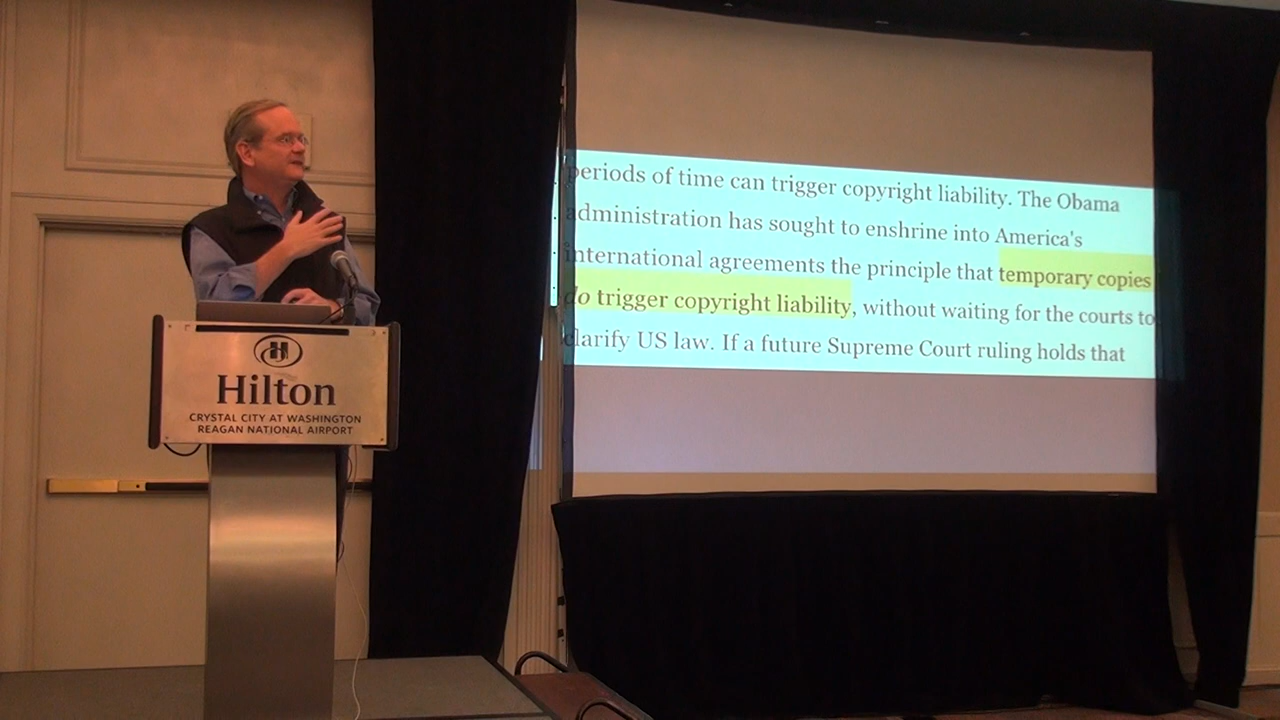 Hilton
CRYSTAL CITY AT WASHINGTON
REAGAN NATIONAL AIRPORT
periods of time can trigger copyright liability. The Obama
administration has sought to enshrine into America's
international agreements the principle that temporary copies
do trigger copyright liability, without waiting for the courts to
clarify US law. If a future Supreme Court ruling holds that